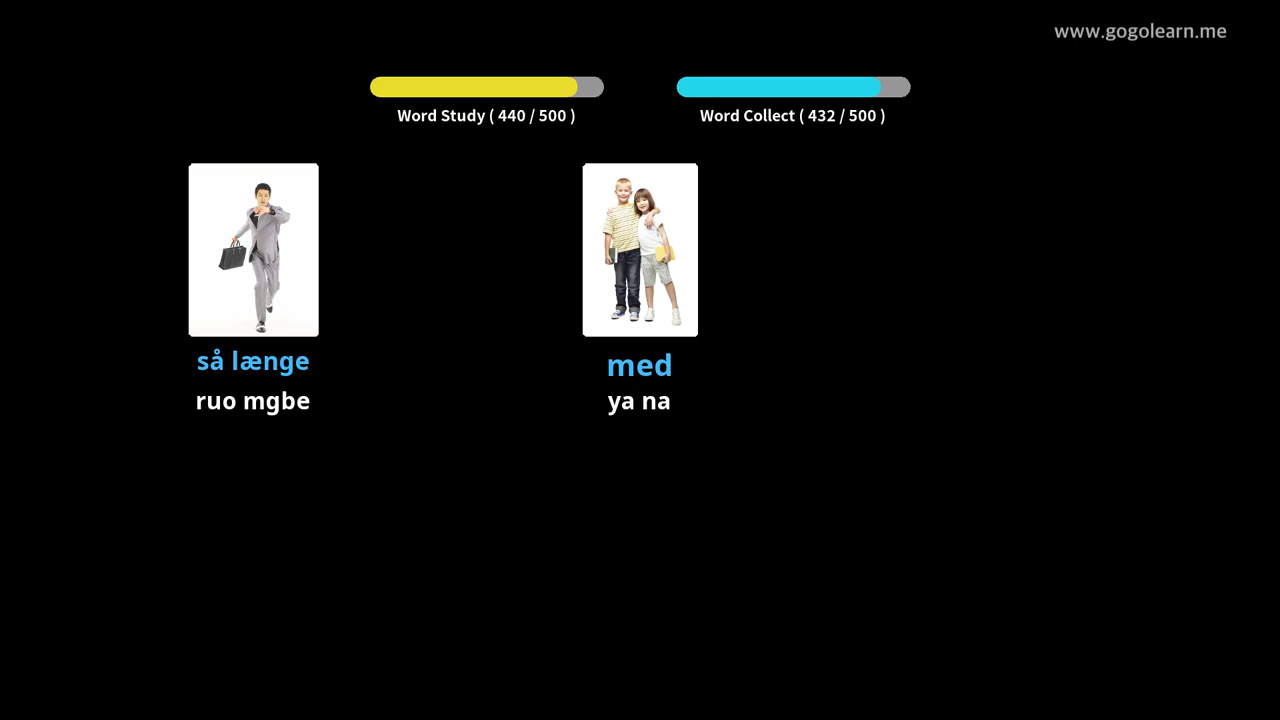 www.gogolearn.me
Word Study ( 440 / 500 )
Word Collect ( 432 / 500 )
så længe
ruo mgbe
med
ya na